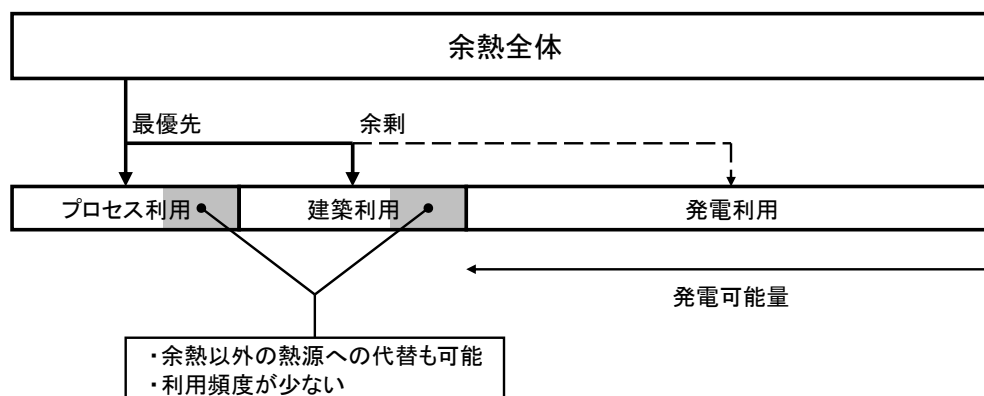 余熱全体
最優先
余剰
プロセス利用
建築利用
発電利用
発電可能量
・余熱以外の熱源への代替も可能
・利用頻度が少ない